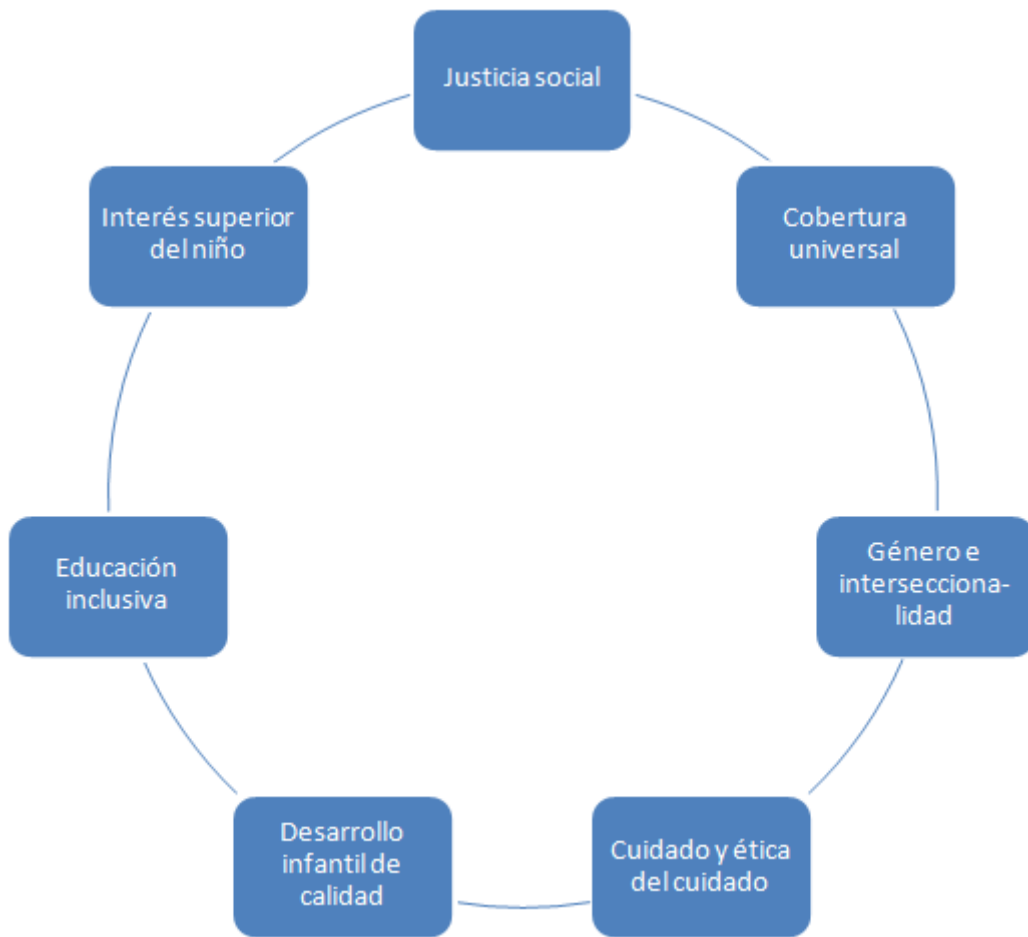 Justicia social
Cobertura
universal
Género e
intersecciona-
lidad
Cuidado y ética
del cuidado
Desarrollo
infantil de
calidad
Educación
inclusiva
Interés superior
del niño